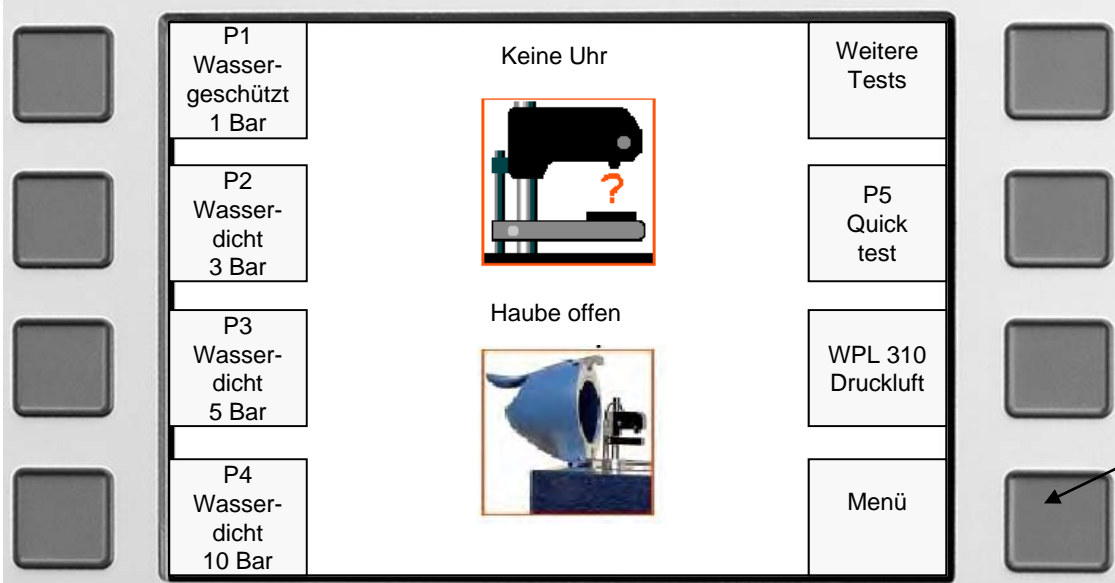 P1
Wasser-
geschützt
1 Bar
P2
Wasser-
dicht
3 Bar
P3
Wasser-
dicht
5 Bar
P4
Wasser-
dicht
10 Bar
Keine Uhr
?
Haube offen
Weitere
Tests
P5
Quick
test
WPL 310
Druckluft
Menü